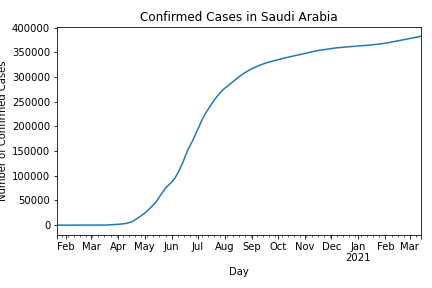 Confirmed Cases in Saudi Arabia
Number of Confirmed Cases
400000
350000
300000
250000
200000
150000
100000
50000
0
Feb Mar Apr May Jun Jul Aug Sep Oct Nov Dec Jan Feb Mar
2021
Day